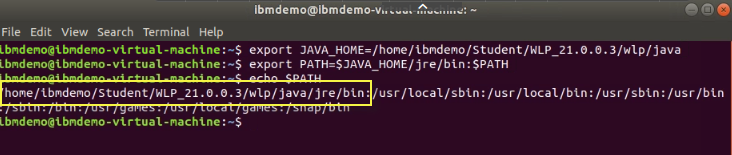 ibmdemo@ibmdemo-virtual-machine: ~
File Edit View Search Terminal Help
ibmdemo@ibmdemo-virtual-machine:~$ export JAVA_HOME=/home/ibmdemo/Student/WLP_21.0.0.3/wlp/java
ibmdemo@ibmdemo-virtual-machine:~$ export PATH=$JAVA_HOME/jre/bin:$PATH
ibmdemo@ibmdemo-virtual-machine:~$ echo $PATH
/home/ibmdemo/Student/WLP_21.0.0.3/wlp/java/jre/bin:/usr/local/sbin:/usr/local/bin:/usr/sbin:/usr/bin
:/sbin:/bin:/usr/games:/usr/local/games:/snap/bin
ibmdemo@ibmdemo-virtual-machine:~$